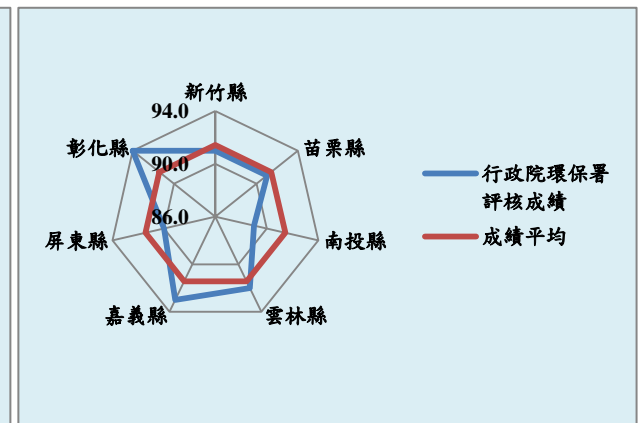 新竹縣
94.0
彰化縣
苗栗縣
90.0
行政院環保署
評核成績
86.0
屏東縣
南投縣
成績平均
嘉義縣
雲林縣